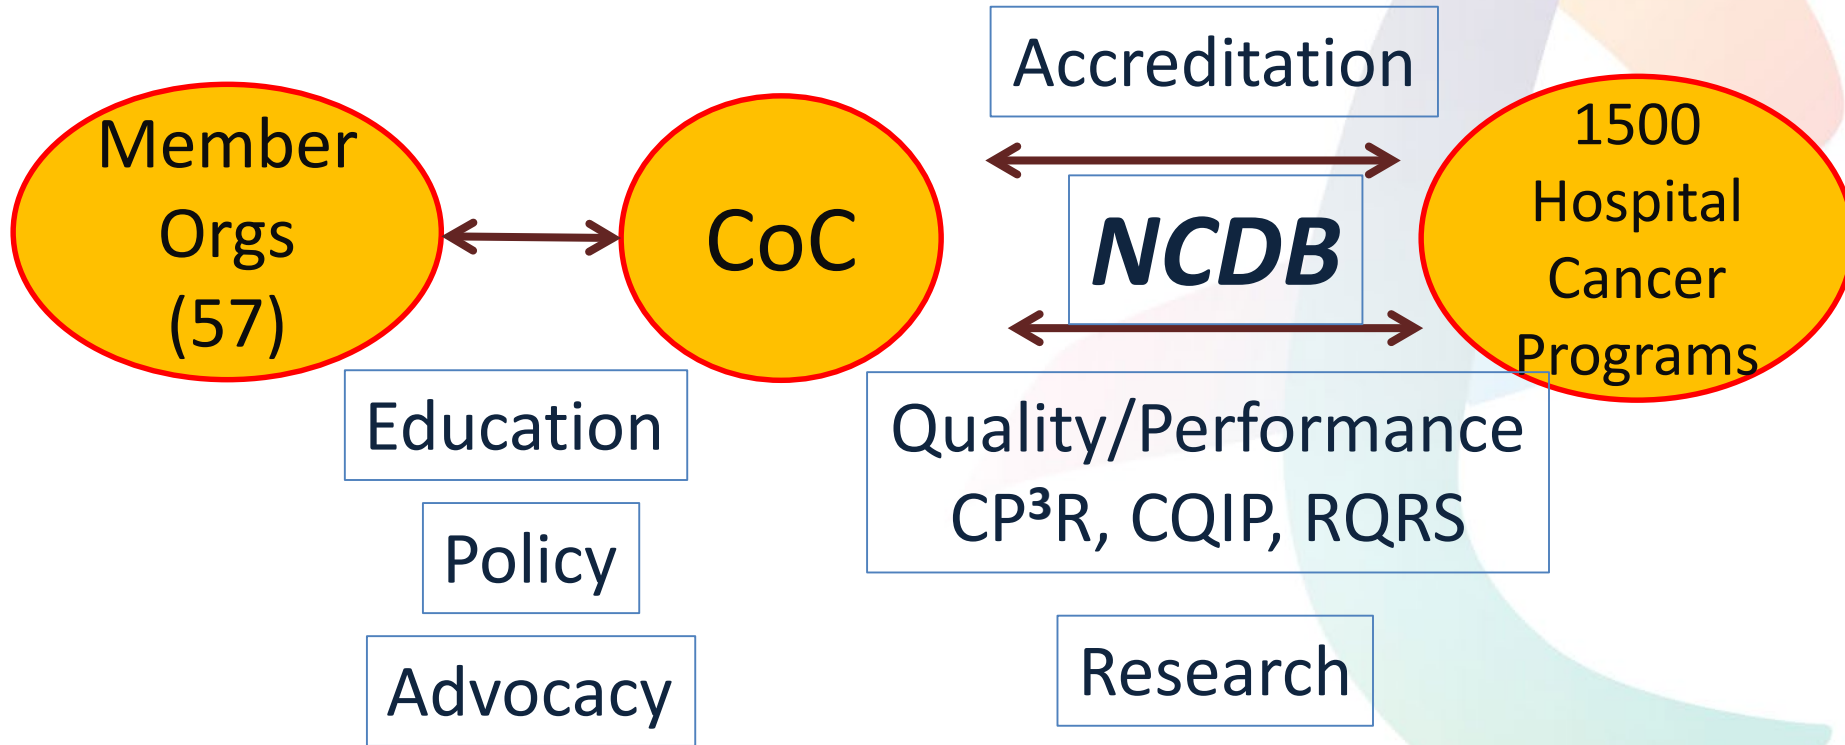 Member
Orgs
(57)
CoC
Accreditation
NCDB
1500
Hospital
Cancer
Programs
Education
Policy
Advocacy
Quality/Performance
CP³R, CQIP, RQRS
Research